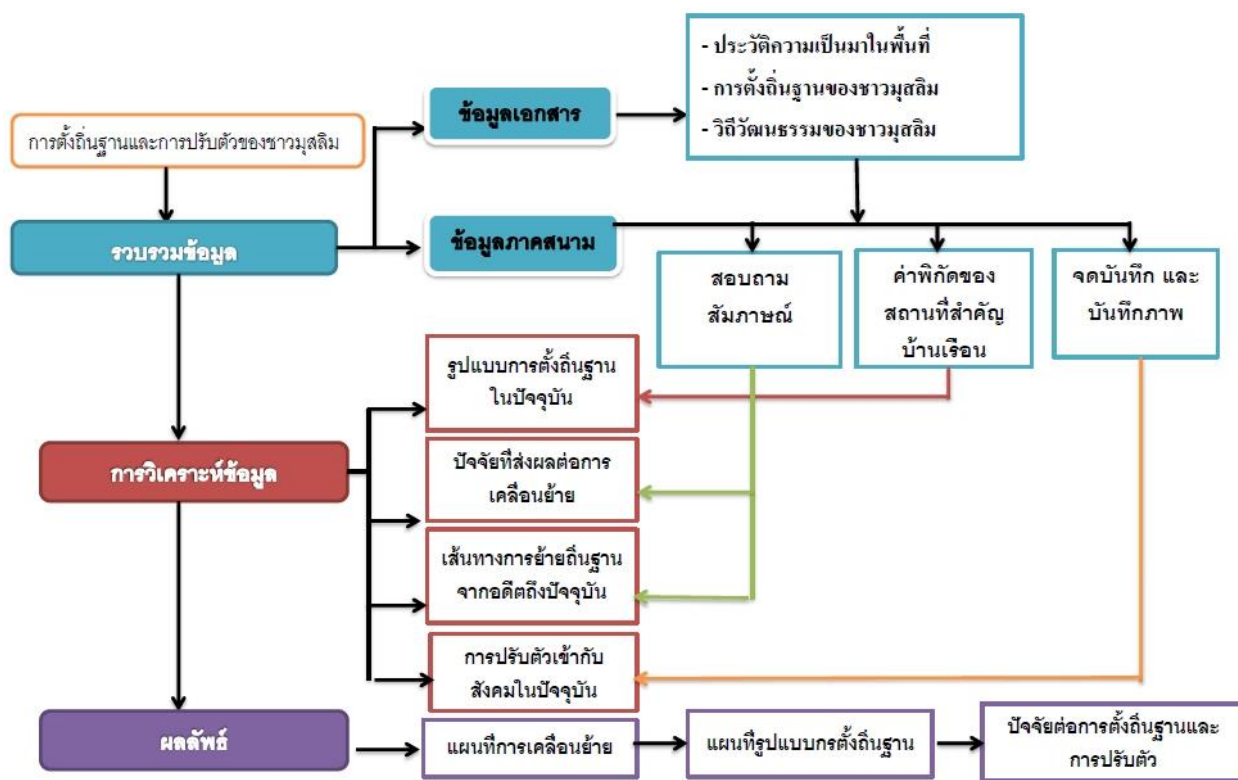 - ประวัติความเป็นมาในพื้นที่
- การตั้งถิ่นฐานของชาวมุสลิม
- วิถีวัฒนธรรมของชาวมุสลิม
ข้อมูลเอกสาร
การตั้งถิ่นฐานและการปรับตัวของชาวมุสลิม
รวบรวมข้อมูล
ข้อมูลภาคสนาม
สอบถาม
สัมภาษณ์
ค่าพิกัดของ
สถานที่สำคัญ
บ้านเรือน
จดบันทึก และ
บันทึกภาพ
รูปแบบการตั้งถิ่นฐาน
ในปัจจุบัน
การวิเคราะห์ข้อมูล
ปัจจัยที่ส่งผลต่อการ
เคลื่อนย้าย
เส้นทางการย้ายถิ่นฐาน
จากอดีตถึงปัจจุบัน
การปรับตัวเข้ากับ
สังคมในปัจจุบัน
ผลลัพธ์
แผนที่การเคลื่อนย้าย
แผนที่รูปแบบกรตั้งถิ่นฐาน
ปัจจัยต่อการตั้งถิ่นฐานและ
การปรับตัว